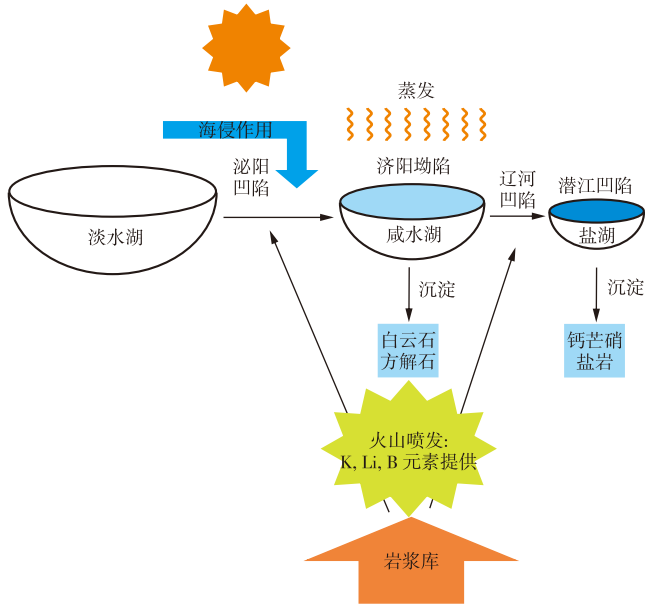 蒸发
海侵作用
泌阳
凹陷
济阳坳陷
辽河
凹陷
潜江凹陷
淡水湖
咸水湖
盐湖
沉淀
沉淀
白云石
方解石
钙芒硝
盐岩
火山喷发:
K, Li, B 元素提供
岩浆库